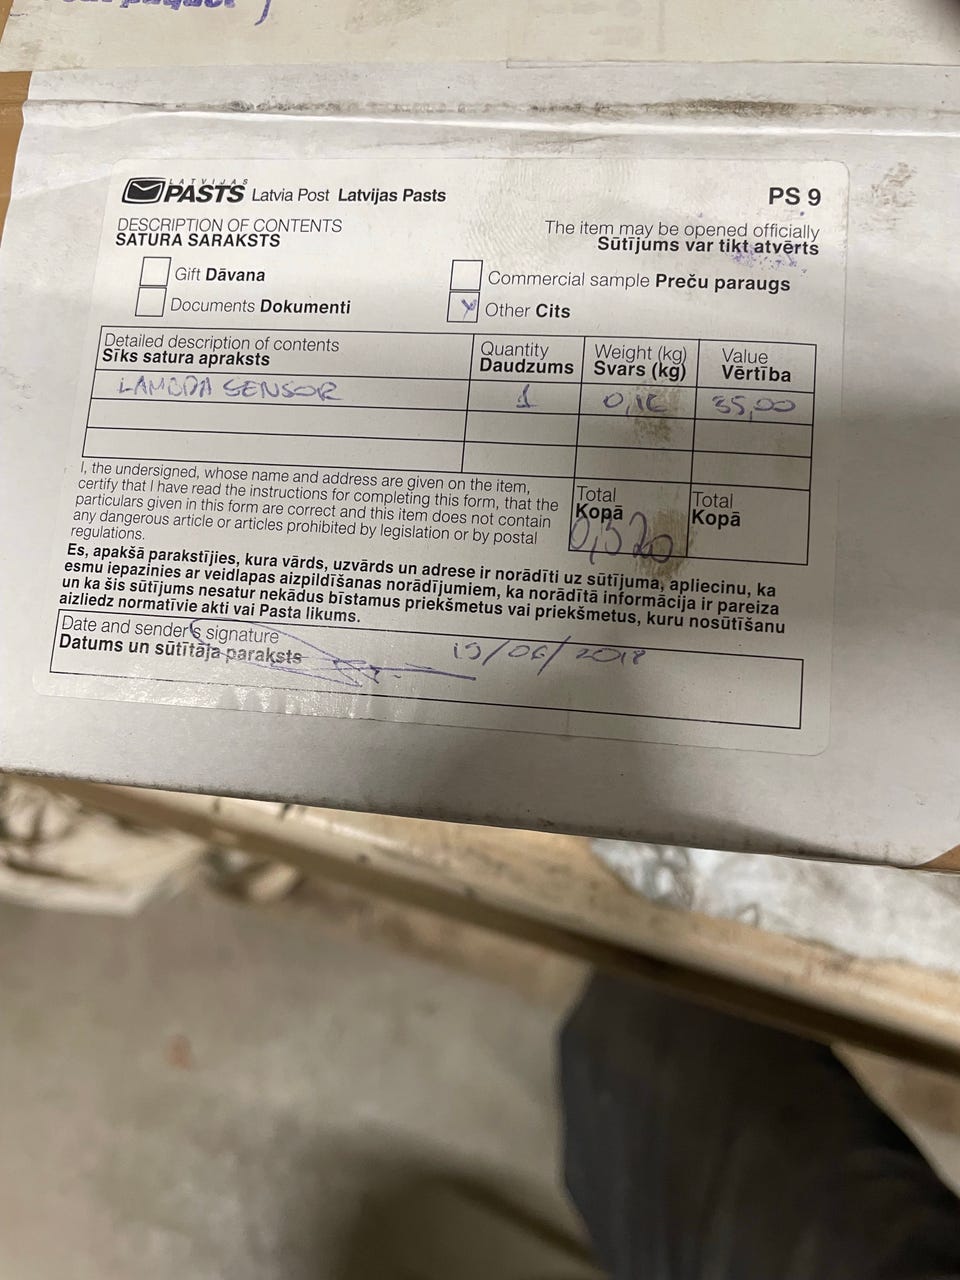 LATVIJAS
PASTS Latvia Post Latvijas Pasts PS 9
DESCRIPTION OF CONTENTS
SATURA SARAKSTS
The item may be opened officially
Sūtījums var tikt atvērts
Gift Dāvana
Commercial sample Preču paraugs
Documents Dokumenti
Other Cits
Detailed description of contents
Sīks satura apraksts
Quantity
Daudzums
Weight (kg)
Svars (kg)
Value
Vērtība
LAMBDA SENSOR 1 35,00
I, the undersigned, whose name and address are given on the item,
certify that I have read the instructions for completing this form, that the
particulars given in this form are correct and this item does not contain
any dangerous article or articles prohibited by legislation or by postal
regulations.
Total
Kopā
0,320
Total
Kopā
Es, apakšā parakstījies, kura vārds, uzvārds un adrese ir norādīti uz sūtījuma, apliecinu, ka
esmu iepazinies ar veidlapas aizpildīšanas norādījumiem, ka norādītā informācija ir pareiza
un ka šis sūtījums nesatur nekādus bīstamus priekšmetus vai priekšmetus, kuru nosūtīšanu
aizliedz normatīvie akti vai Pasta likums.
Date and sender's signature
Datums un sūtītāja paraksts
2018